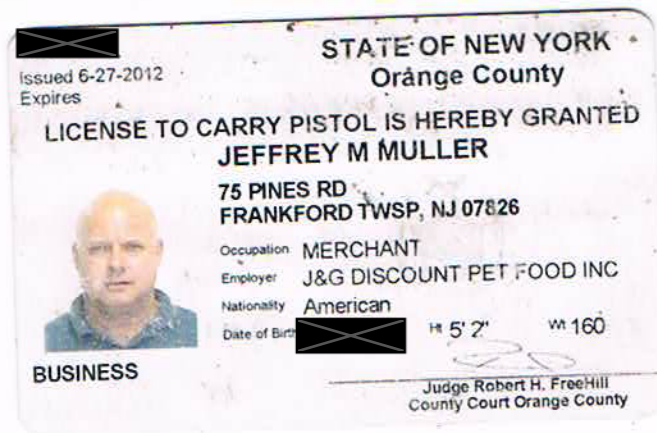 STATE OF NEW YORK
Issued 6-27-2012
Orange County
Expires
LICENSE TO CARRY PISTOL IS HEREBY GRANTED
JEFFREY M MULLER
75 PINES RD
FRANKFORD TWSP, NJ 07826
Occupation MERCHANT
Employer J&G DISCOUNT PET FOOD INC
Nationality American
Date of Birth Ht 5' 2" Wt 160
BUSINESS
Judge Robert H. FreeHill
County Court Orange County